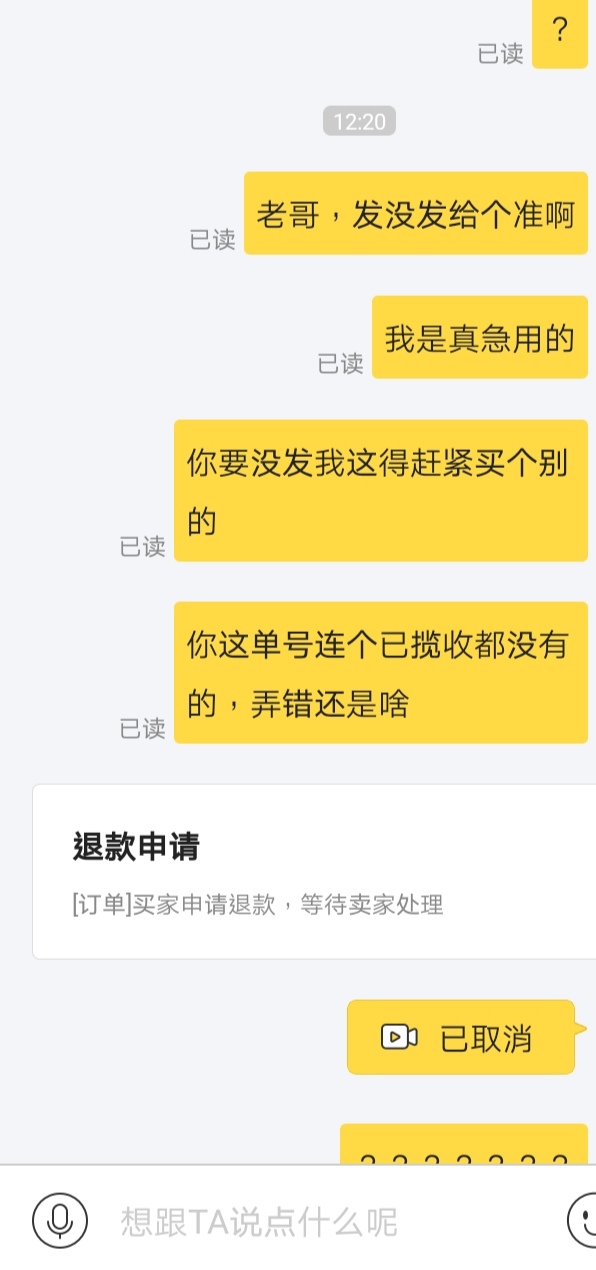 ?
已读
12:20
老哥，发没发给个准啊
已读
我是真急用的
已读
你要没发我这得赶紧买个别
的
已读
你这单号连个已揽收都没有
的，弄错还是啥
已读
退款申请
[订单]买家申请退款，等待卖家处理
已取消
? ? ? ? ? ? ?
想跟TA说点什么呢